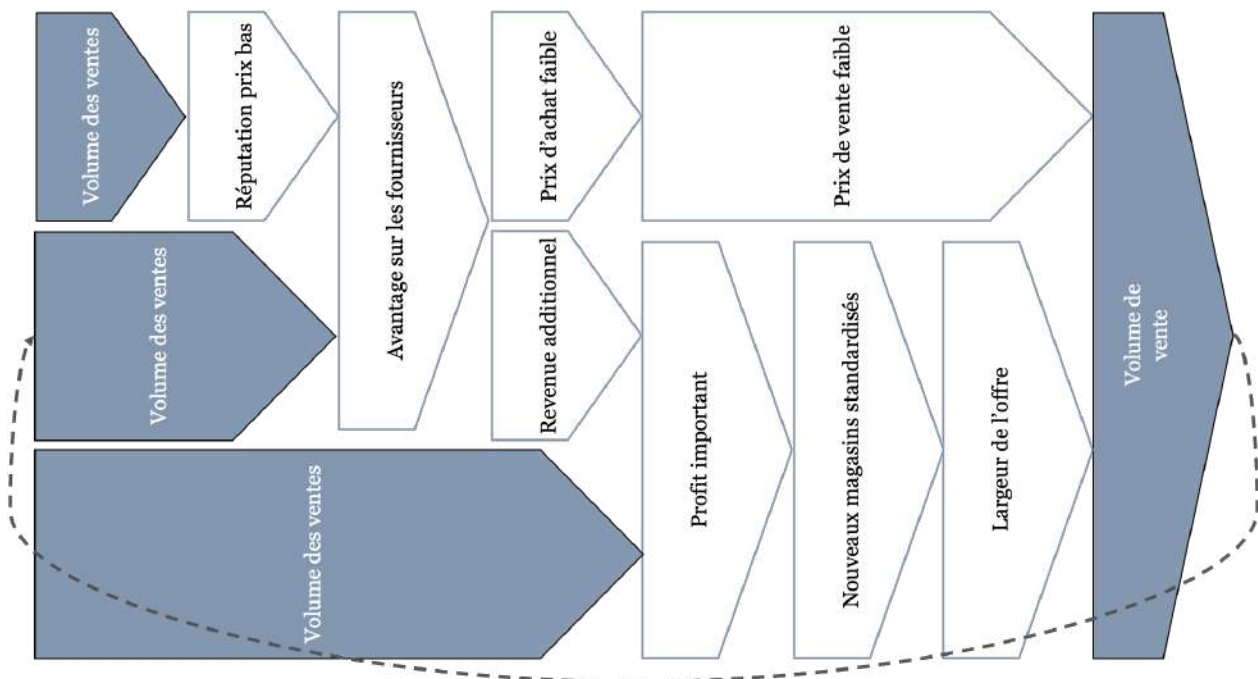 Volume des ventes
Volume des ventes
Réputation prix bas
Volume des ventes
Avantage sur les fournisseurs
Revenue additionnel
Prix d’achat faible
Profit important
Prix de vente faible
Nouveaux magasins standardisés
Largeur de l’offre
Volume de
vente